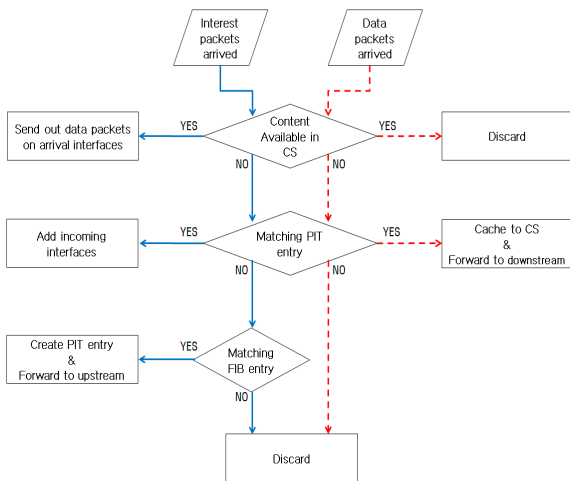 Interest
packets
arrived
Data
packets
arrived
Send out data packets
on arrival interfaces
YES
Content
Available in
CS
YES
Discard
NO
NO
Add incoming
interfaces
YES
Matching PIT
entry
YES
Cache to CS
&
Forward to downstream
NO
NO
Create PIT entry
&
Forward to upstream
YES
Matching
FIB entry
NO
Discard